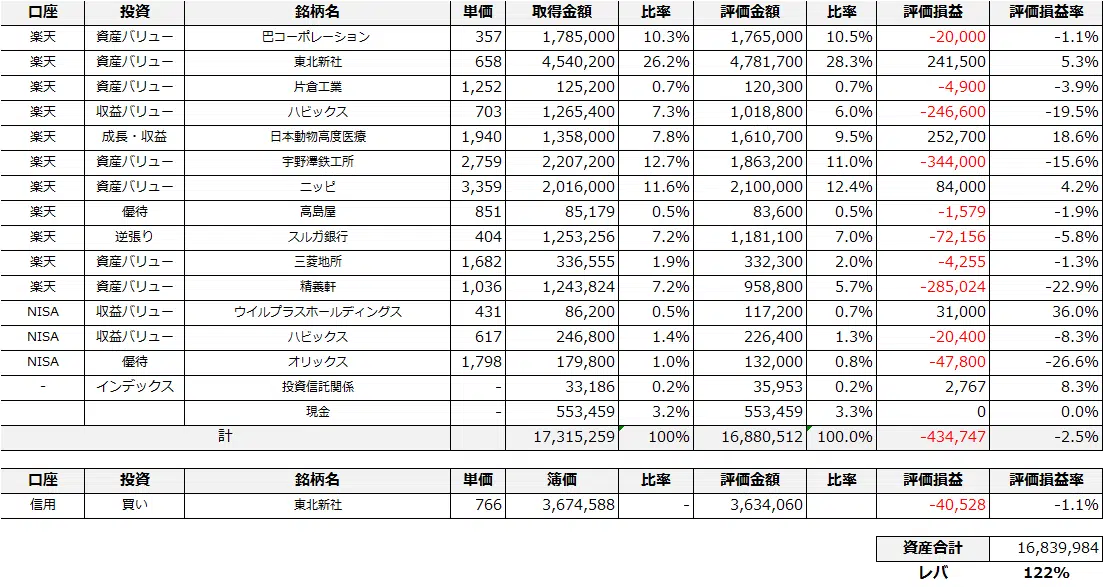 口座 投資 銘柄名 単価 取得金額 比率 評価金額 比率 評価損益 評価損益率
楽天 資産バリュー 巴コーポレーション 357 1,785,000 10.3% 1,765,000 10.5% -20,000 -1.1%
楽天 資産バリュー 東北新社 658 4,540,200 26.2% 4,781,700 28.3% 241,500 5.3%
楽天 資産バリュー 片倉工業 1,252 125,200 0.7% 120,300 0.7% -4,900 -3.9%
楽天 収益バリュー ハビックス 703 1,265,400 7.3% 1,018,800 6.0% -246,600 -19.5%
楽天 成長・収益 日本動物高度医療 1,940 1,358,000 7.8% 1,610,700 9.5% 252,700 18.6%
楽天 資産バリュー 宇野澤鉄工所 2,759 2,207,200 12.7% 1,863,200 11.0% -344,000 -15.6%
楽天 資産バリュー ニッピ 3,359 2,016,000 11.6% 2,100,000 12.4% 84,000 4.2%
楽天 優待 高島屋 851 85,179 0.5% 83,600 0.5% -1,579 -1.9%
楽天 逆張り スルガ銀行 404 1,253,256 7.2% 1,181,100 7.0% -72,156 -5.8%
楽天 資産バリュー 三菱地所 1,682 336,555 1.9% 332,300 2.0% -4,255 -1.3%
楽天 資産バリュー 精養軒 1,036 1,243,824 7.2% 958,800 5.7% -285,024 -22.9%
NISA 収益バリュー ウイルプラスホールディングス 431 86,200 0.5% 117,200 0.7% 31,000 36.0%
NISA 収益バリュー ハビックス 617 246,800 1.4% 226,400 1.3% -20,400 -8.3%
NISA 優待 オリックス 1,798 179,800 1.0% 132,000 0.8% -47,800 -26.6%
- インデックス 投資信託関係 - 33,186 0.2% 35,953 0.2% 2,767 8.3%
現金 - 553,459 3.2% 553,459 3.3% 0 0.0%
計 17,315,259 100% 16,880,512 100.0% -434,747 -2.5%
口座 投資 銘柄名 単価 簿価 比率 評価金額 比率 評価損益 評価損益率
信用 買い 東北新社 766 3,674,588 - 3,634,060 -40,528 -1.1%
資産合計 16,839,984
レバ 122%